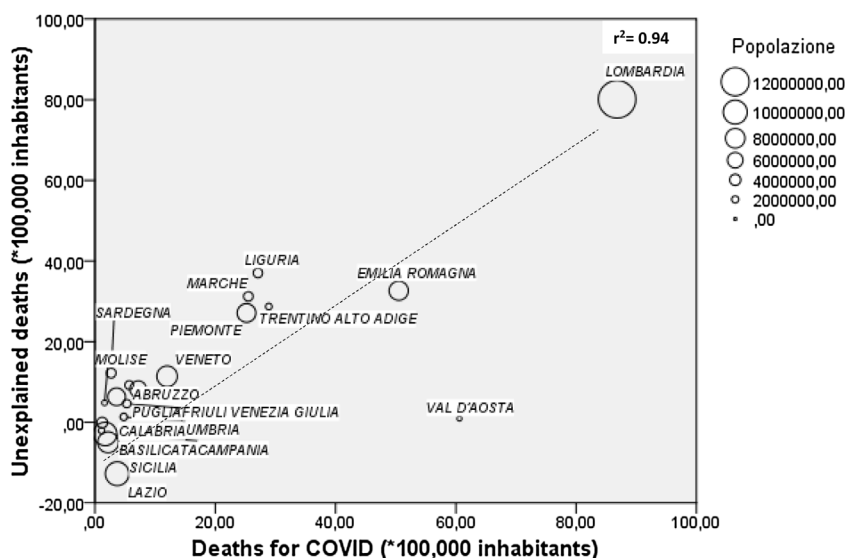 100,00
r²= 0.94
Popolazione
LOMBARDIA
12000000,00
80,00
10000000,00
8000000,00
6000000,00
60,00
4000000,00
2000000,00
,00
Unexplained deaths (*100,000 inhabitants)
40,00
LIGURIA
EMILIA ROMAGNA
MARCHE
SARDEGNA
TRENTINO ALTO ADIGE
PIEMONTE
20,00
MOLISE
VENETO
ABRUZZO
VAL D'AOSTA
PUGLIA FRIULI VENEZIA GIULIA
,00
CALABRIA UMBRIA
BASILICATA CAMPANIA
SICILIA
LAZIO
-20,00
,00 20,00 40,00 60,00 80,00 100,00
Deaths for COVID (*100,000 inhabitants)